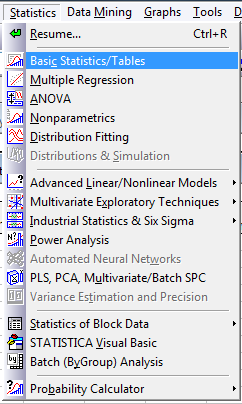 Statistics Data Mining Graphs Tools D
Resume... Ctrl+R
Basic Statistics/Tables
Multiple Regression
ANOVA
Nonparametrics
Distribution Fitting
Distributions & Simulation
Advanced Linear/Nonlinear Models
Multivariate Exploratory Techniques
Industrial Statistics & Six Sigma
Power Analysis
Automated Neural Networks
PLS, PCA, Multivariate/Batch SPC
Variance Estimation and Precision
Statistics of Block Data
STATISTICA Visual Basic
Batch (ByGroup) Analysis
Probability Calculator